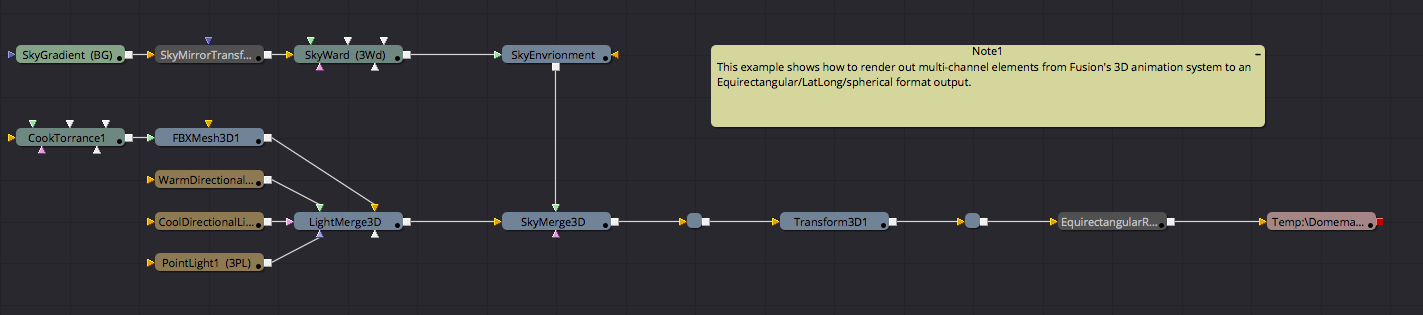 SkyGradient (BG)
SkyMirrorTransf...
SkyWard (3Wd)
SkyEnvrionment
Note1
This example shows how to render out multi-channel elements from Fusion's 3D animation system to an
Equirectangular/LatLong/spherical format output.
CookTorrance1
FBXMesh3D1
WarmDirectional...
CoolDirectionalLi...
LightMerge3D
SkyMerge3D
Transform3D1
EquirectangularR...
Temp:\Domema...
PointLight1 (3PL)